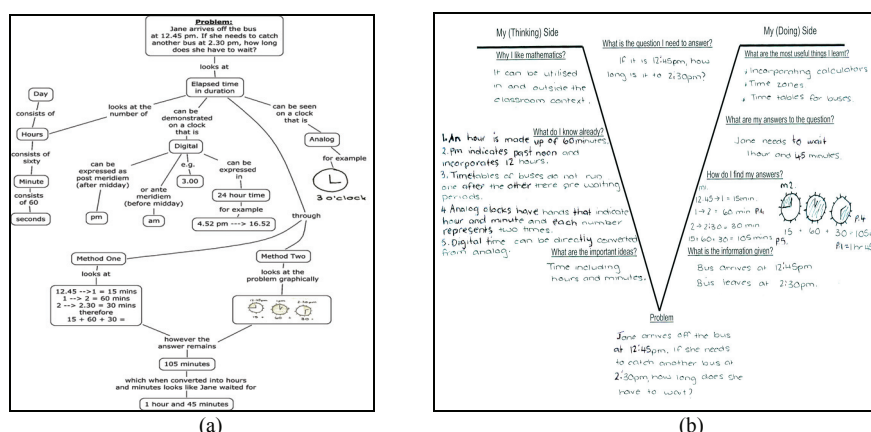 Problem:
Jane arrives off the bus
at 12.45 pm. If she needs to catch
another bus at 2.30 pm, how long
does she have to wait?
looks at
Elapsed time
in duration
Day
consists of
Hours
consists of
sixty
Minute
consists
of 60
seconds
looks at the
number of
can be
demonstrated
on a clock
that is
Digital
can be
expressed as
post meridiem
(after midday)
pm
or ante
meridiem
(before midday)
am
e.g.
3.00
can be
expressed
in
24 hour time
for example
4.52 pm ---> 16.52
can be seen
on a clock
that is
Analog
for example
3 o'clock
through
Method One
looks at
12.45 -->1 = 15 mins
1 --> 2 = 60 mins
2 --> 2.30 = 30 mins
therefore
15 + 60 + 30 =
Method Two
looks at the
problem graphically
however the
answer remains
105 minutes
which when converted into hours
and minutes looks like Jane waited for
1 hour and 45 minutes
(a)
My (Thinking) Side
Why I like mathematics?
It can be utilised
in and outside the
classroom context.
What do I know already?
1. An hour is made up of 60 minutes.
2. pm indicates past noon and
incorporates 12 hours.
3. Timetables of buses do not run
one after the other there are waiting
periods.
4. Analog clocks have hands that indicate
hour and minute and each number
represents two times.
5. Digital time can be directly converted
from analog.
What are the important ideas?
Time including
hours and minutes.
What is the question I need to answer?
If it is 12:45pm, how
long is it to 2:30pm?
My (Doing) Side
What are the most useful things I learnt?
Incorporating calculators
Time zones
Time tables for buses.
What are my answers to the question?
Jane needs to wait
1 hour and 45 minutes.
How do I find my answers?
m1.
12.45→1 = 15min
1→2 = 60 min
2→2:30 = 30 min
15+60+30 = 105 mins
m2.
15 + 60 + 30
What is the information given?
Bus arrives at 12:45pm
Bus leaves at 2:30pm.
Problem
Jane arrives off the bus
at 12:45pm. If she needs
to catch another bus at
2:30pm, how long does she
have to wait?
(b)